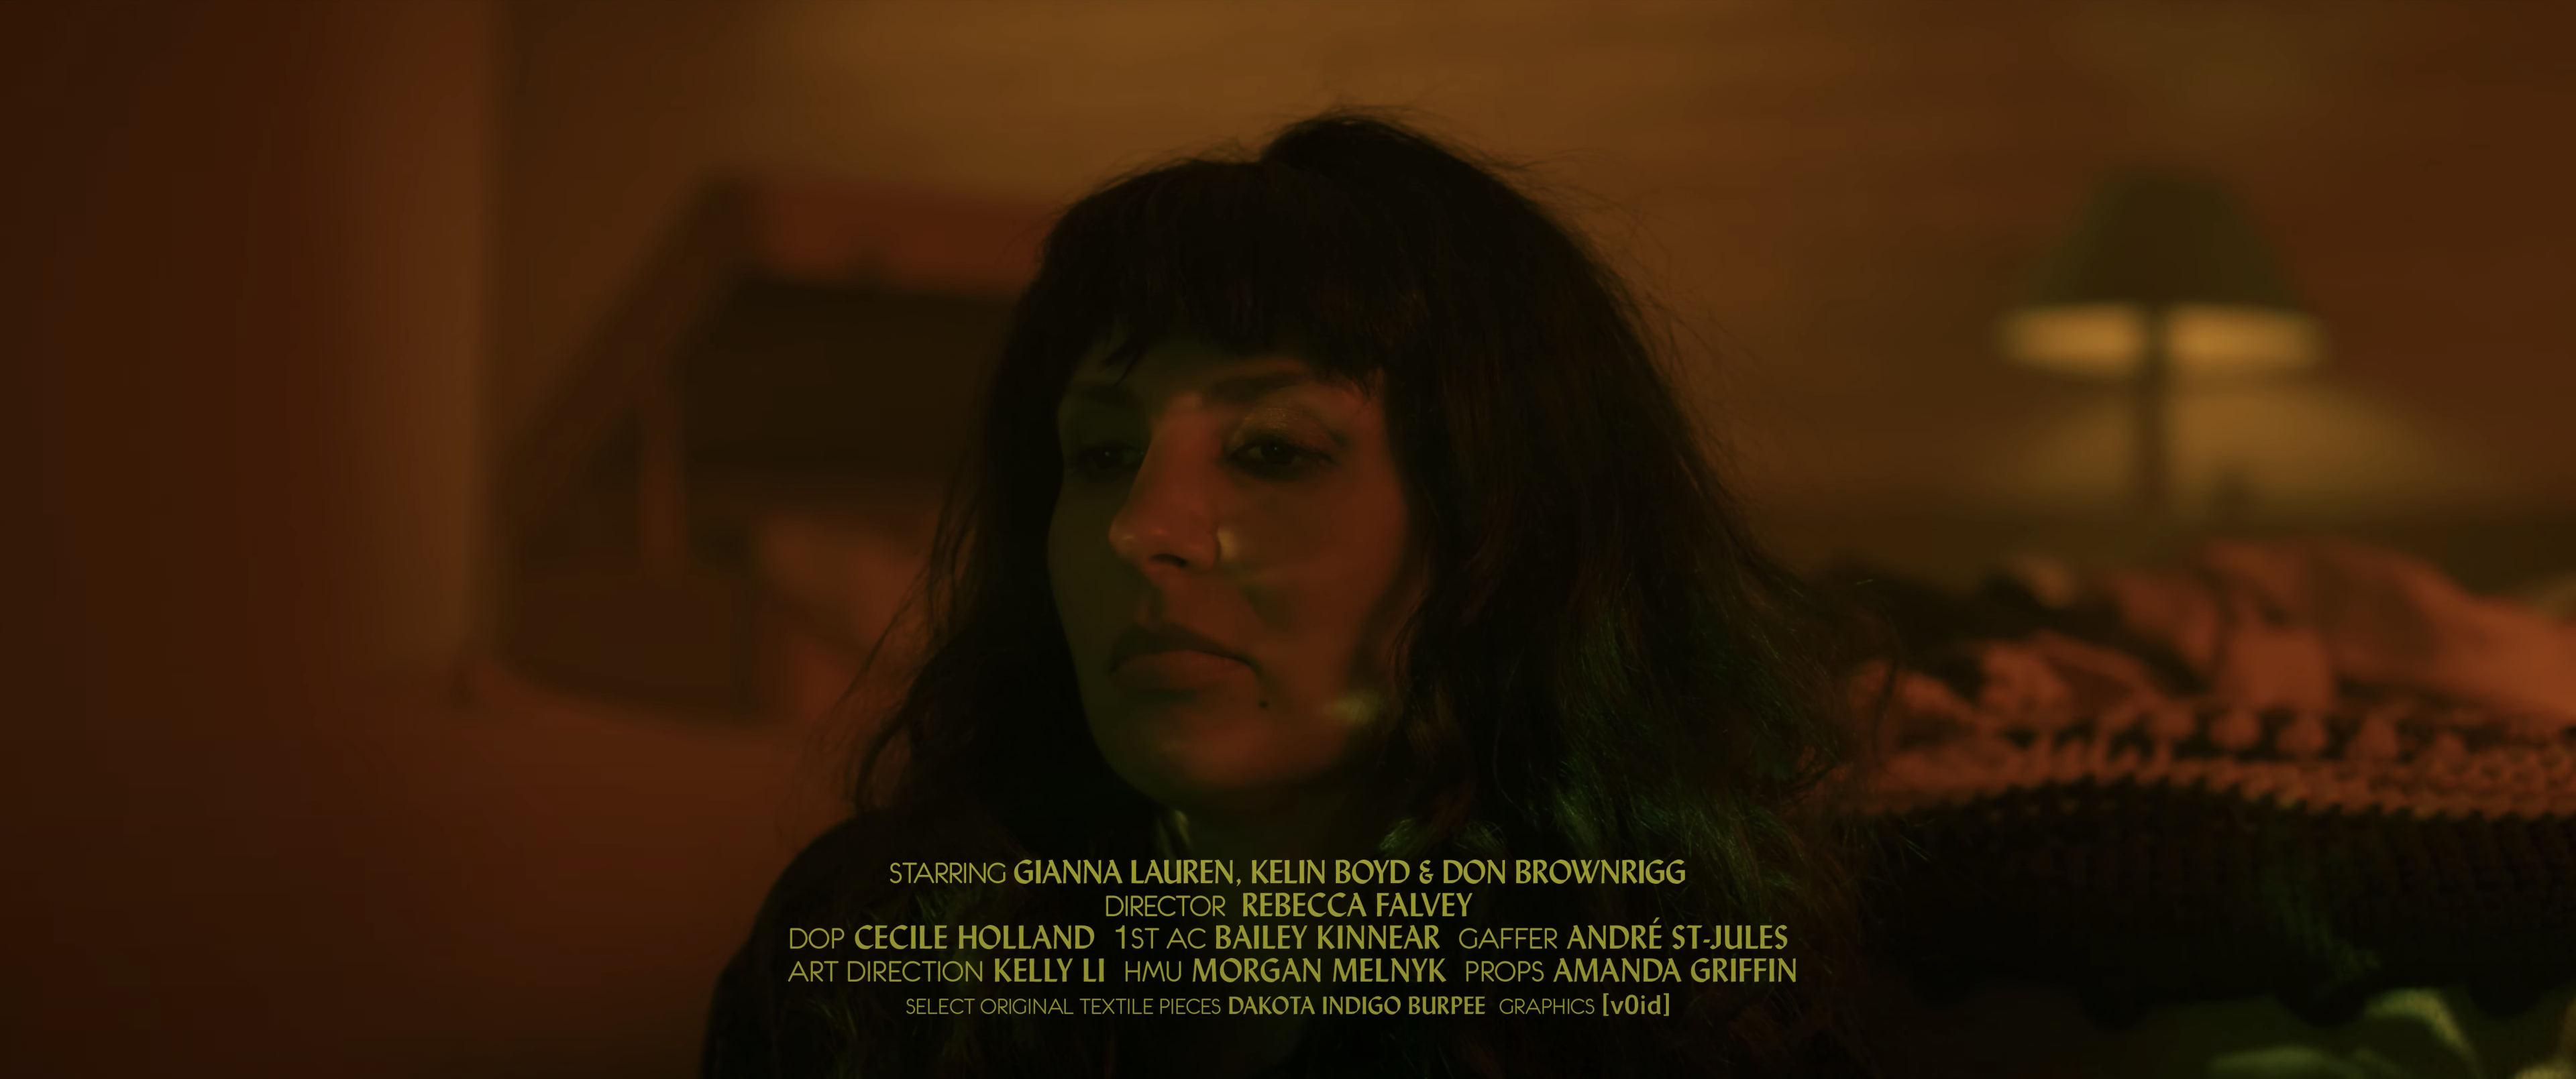 STARRING GIANNA LAUREN, KELIN BOYD & DON BROWNRIGG
DIRECTOR REBECCA FALVEY
DOP CECILE HOLLAND 1ST AC BAILEY KINNEAR GAFFER ANDRÉ ST-JULES
ART DIRECTION KELLY LI HMU MORGAN MELNYK PROPS AMANDA GRIFFIN
SELECT ORIGINAL TEXTILE PIECES DAKOTA INDIGO BURPEE GRAPHICS [v0id]